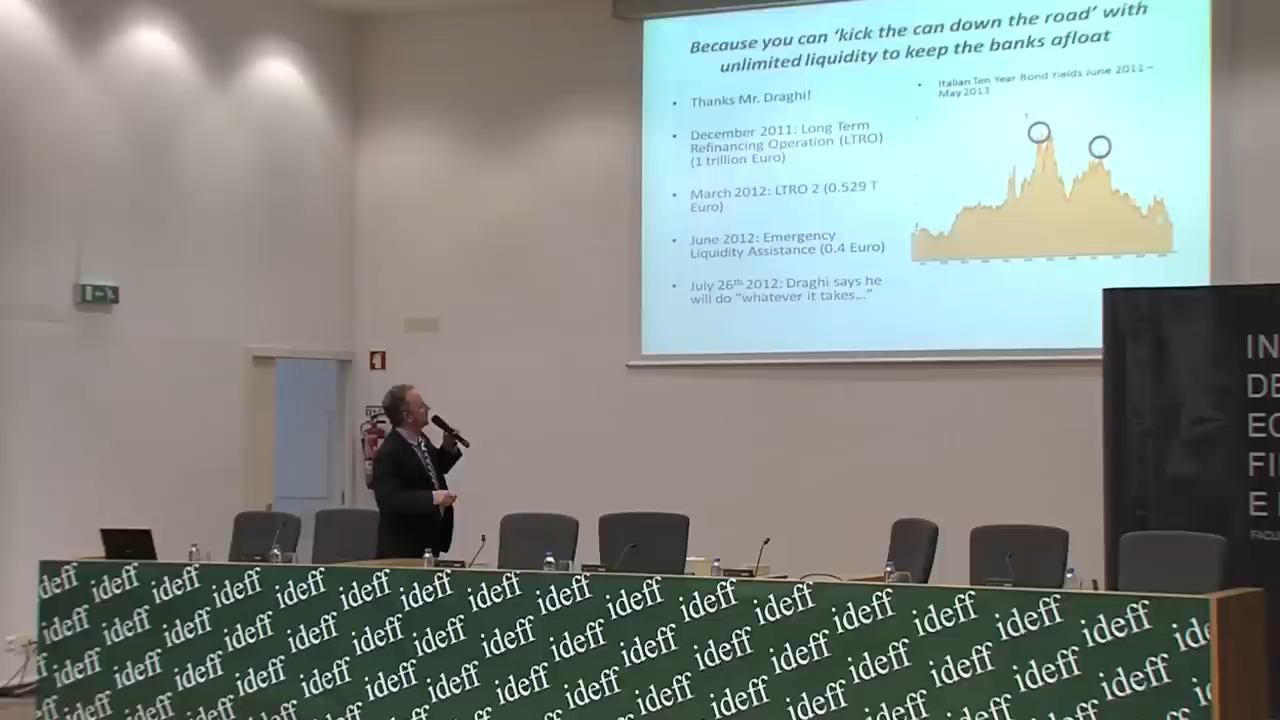 Because you can 'kick the can down the road' with
unlimited liquidity to keep the banks afloat
• Thanks Mr. Draghi!
• December 2011: Long Term
Refinancing Operation (LTRO)
(1 trillion Euro)
• March 2012: LTRO 2 (0.529 T
Euro)
• June 2012: Emergency
Liquidity Assistance (0.4 Euro)
• July 26th 2012: Draghi says he
will do "whatever it takes…"
• Italian Ten Year Bond Yields June 2011 –
May 2013
IN
DE
EC
FI
E
FACUL
ideff ideff ideff ideff ideff ideff ideff ideff ideff ideff ideff ideff ideff ideff ideff ideff